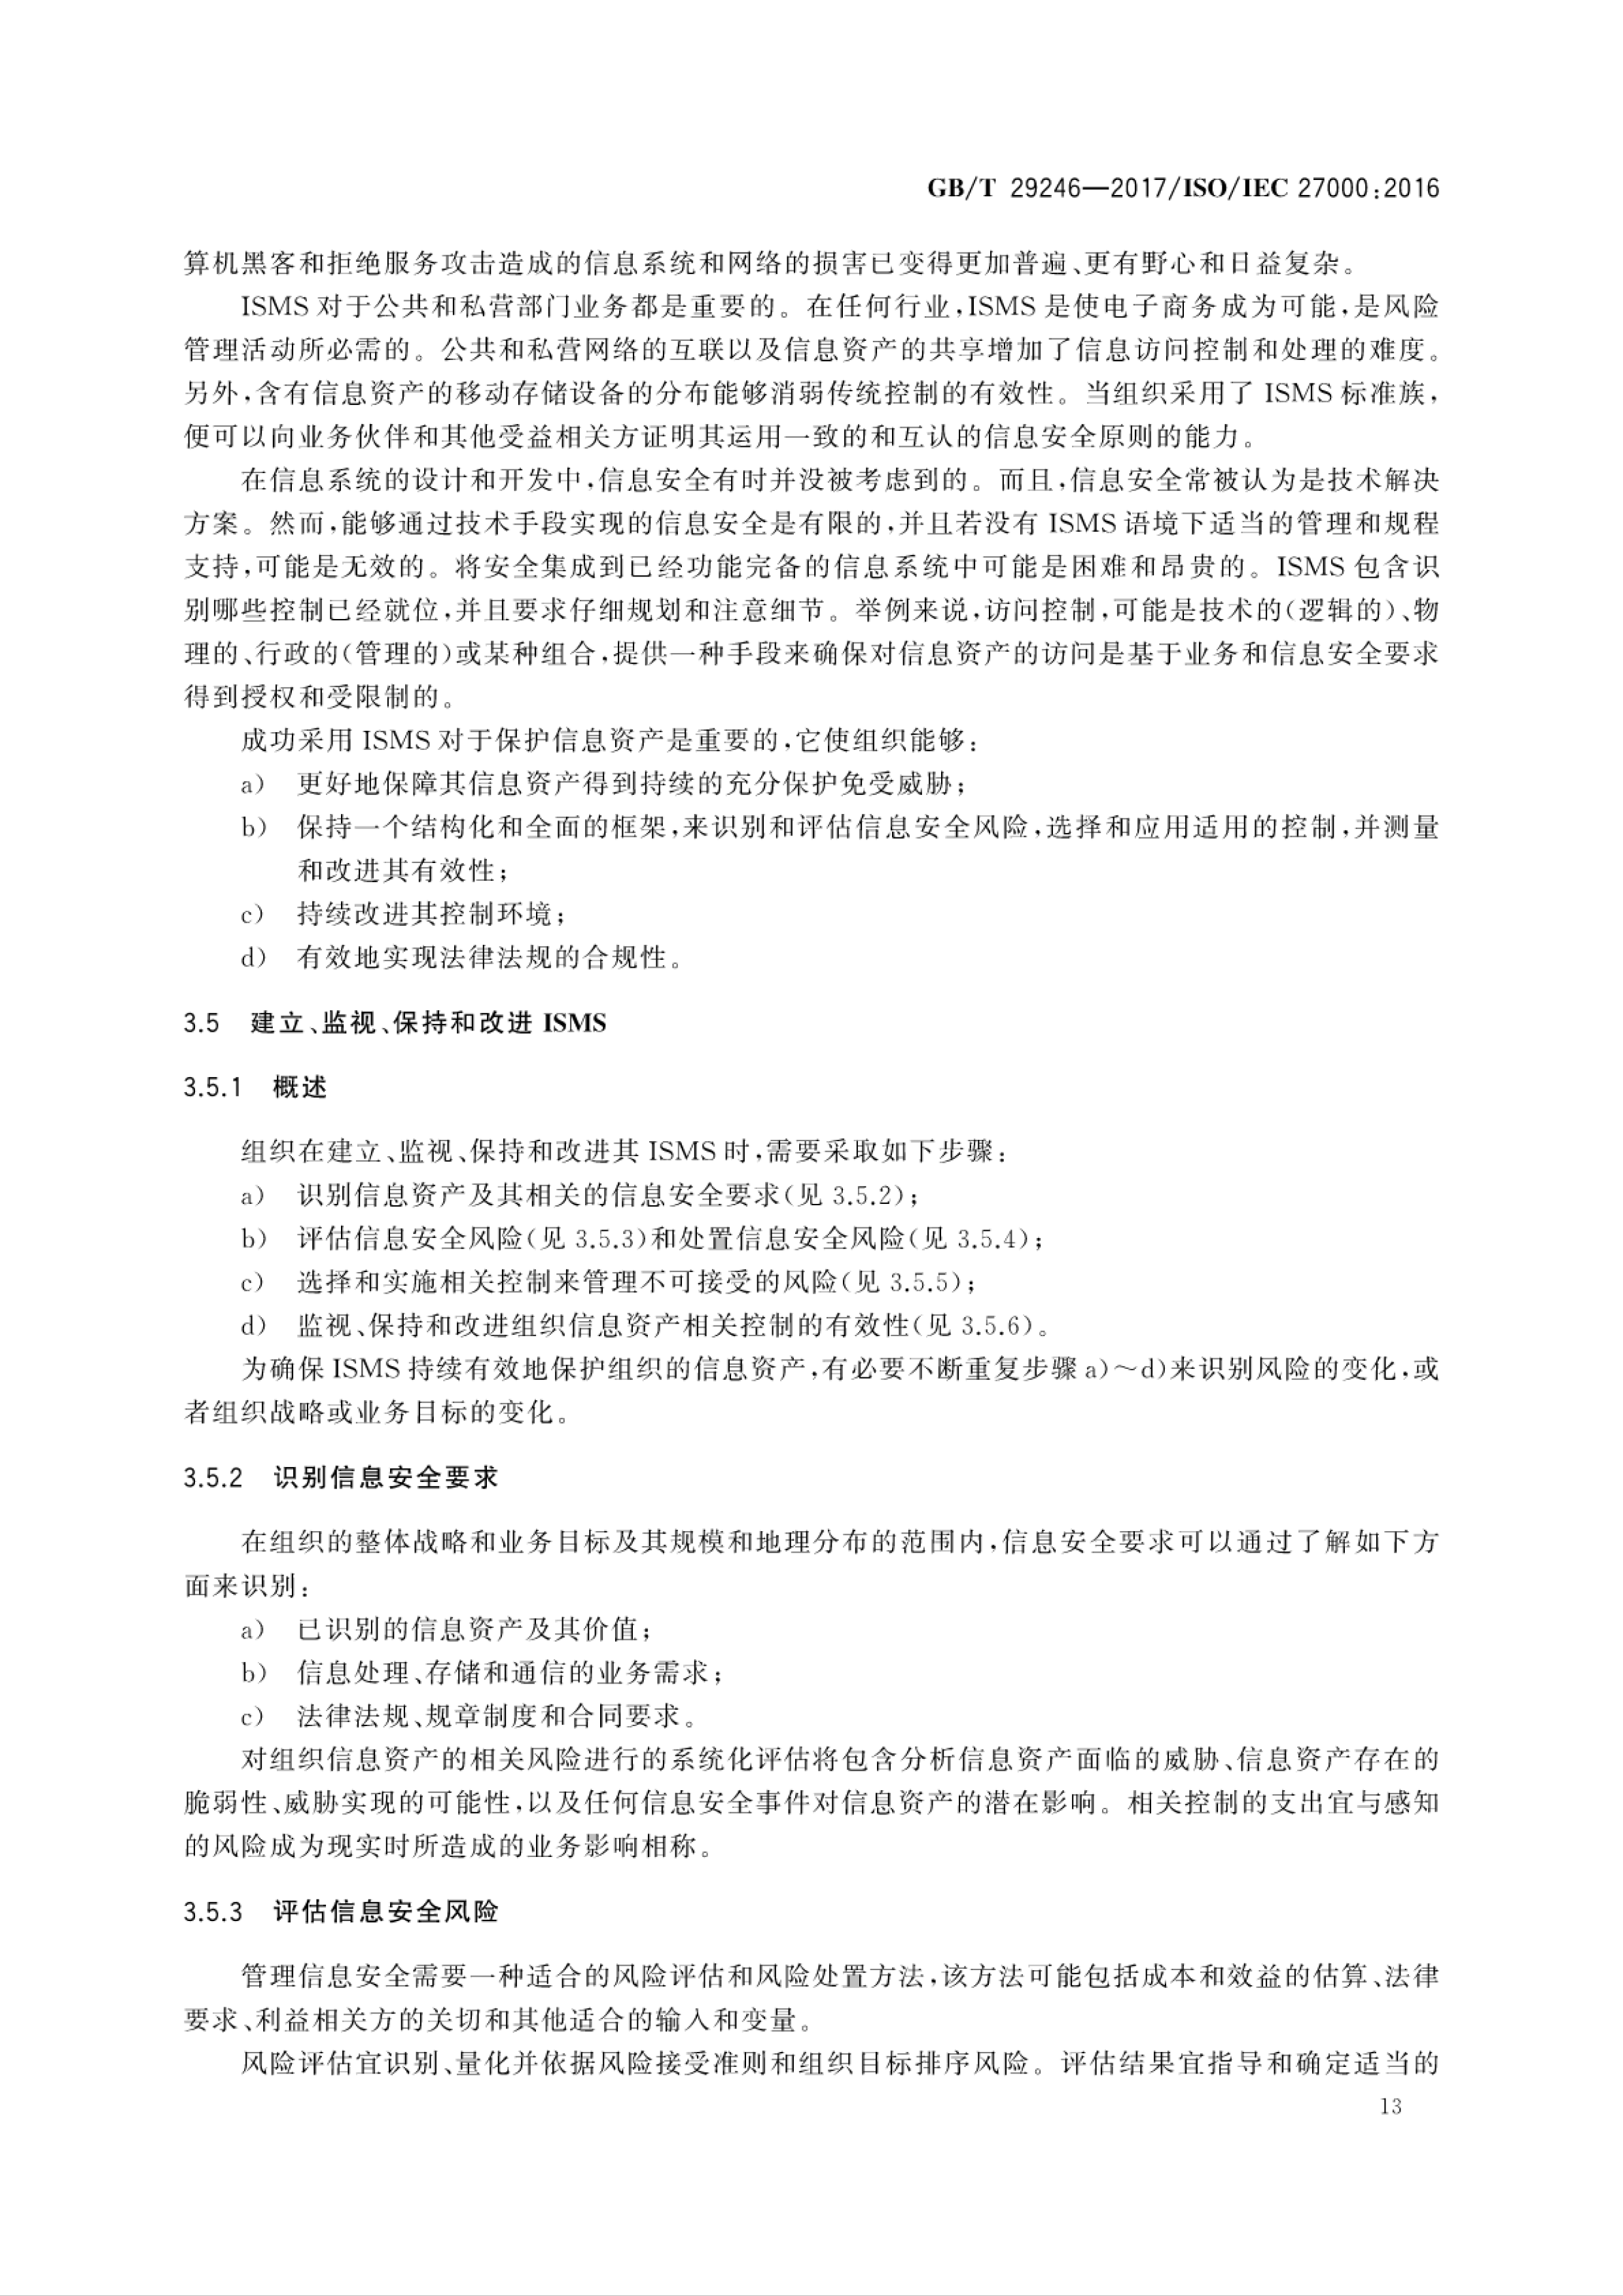 GB/T 29246—2017/ISO/IEC 27000:2016
算机黑客和拒绝服务攻击造成的信息系统和网络的损害已变得更加普遍、更有野心和日益复杂。
ISMS 对于公共和私营部门业务都是重要的。在任何行业,ISMS 是使电子商务成为可能,是风险
管理活动所必需的。公共和私营网络的互联以及信息资产的共享增加了信息访问控制和处理的难度。
另外,含有信息资产的移动存储设备的分布能够消弱传统控制的有效性。当组织采用了 ISMS 标准族,
便可以向业务伙伴和其他受益相关方证明其运用一致的和互认的信息安全原则的能力。
在信息系统的设计和开发中,信息安全有时并没被考虑到的。而且,信息安全常被认为是技术解决
方案。然而,能够通过技术手段实现的信息安全是有限的,并且若没有 ISMS 语境下适当的管理和规程
支持,可能是无效的。将安全集成到已经功能完备的信息系统中可能是困难和昂贵的。ISMS 包含识
别哪些控制已经就位,并且要求仔细规划和注意细节。举例来说,访问控制,可能是技术的(逻辑的)、物
理的、行政的(管理的)或某种组合,提供一种手段来确保对信息资产的访问是基于业务和信息安全要求
得到授权和受限制的。
成功采用 ISMS 对于保护信息资产是重要的,它使组织能够:
a) 更好地保障其信息资产得到持续的充分保护免受威胁;
b) 保持一个结构化和全面的框架,来识别和评估信息安全风险,选择和应用适用的控制,并测量
和改进其有效性;
c) 持续改进其控制环境;
d) 有效地实现法律法规的合规性。
3.5 建立、监视、保持和改进 ISMS
3.5.1 概述
组织在建立、监视、保持和改进其 ISMS 时,需要采取如下步骤:
a) 识别信息资产及其相关的信息安全要求(见 3.5.2);
b) 评估信息安全风险(见 3.5.3)和处置信息安全风险(见 3.5.4);
c) 选择和实施相关控制来管理不可接受的风险(见 3.5.5);
d) 监视、保持和改进组织信息资产相关控制的有效性(见 3.5.6)。
为确保 ISMS 持续有效地保护组织的信息资产,有必要不断重复步骤 a)～d)来识别风险的变化,或
者组织战略或业务目标的变化。
3.5.2 识别信息安全要求
在组织的整体战略和业务目标及其规模和地理分布的范围内,信息安全要求可以通过了解如下方
面来识别:
a) 已识别的信息资产及其价值;
b) 信息处理、存储和通信的业务需求;
c) 法律法规、规章制度和合同要求。
对组织信息资产的相关风险进行的系统化评估将包含分析信息资产面临的威胁、信息资产存在的
脆弱性、威胁实现的可能性,以及任何信息安全事件对信息资产的潜在影响。相关控制的支出宜与感知
的风险成为现实时所造成的业务影响相称。
3.5.3 评估信息安全风险
管理信息安全需要一种适合的风险评估和风险处置方法,该方法可能包括成本和效益的估算、法律
要求、利益相关方的关切和其他适合的输入和变量。
风险评估宜识别、量化并依据风险接受准则和组织目标排序风险。评估结果宜指导和确定适当的
13